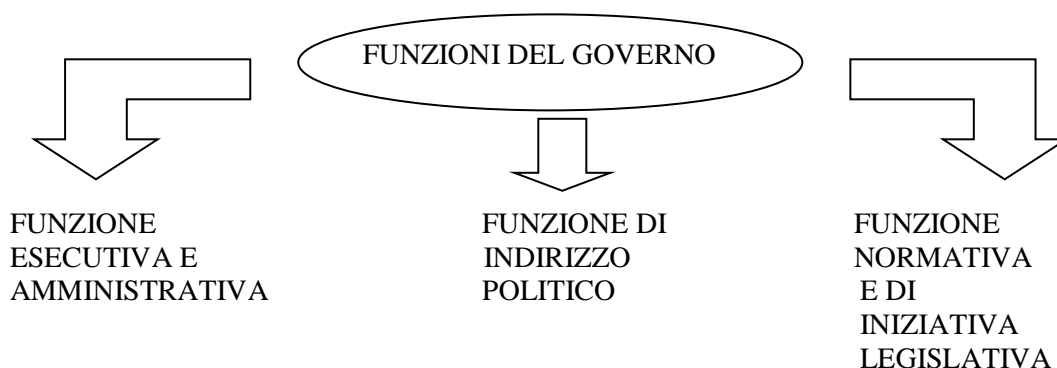 FUNZIONI DEL GOVERNO
FUNZIONE
ESECUTIVA E
AMMINISTRATIVA
FUNZIONE DI
INDIRIZZO
POLITICO
FUNZIONE
NORMATIVA
E DI
INIZIATIVA
LEGISLATIVA